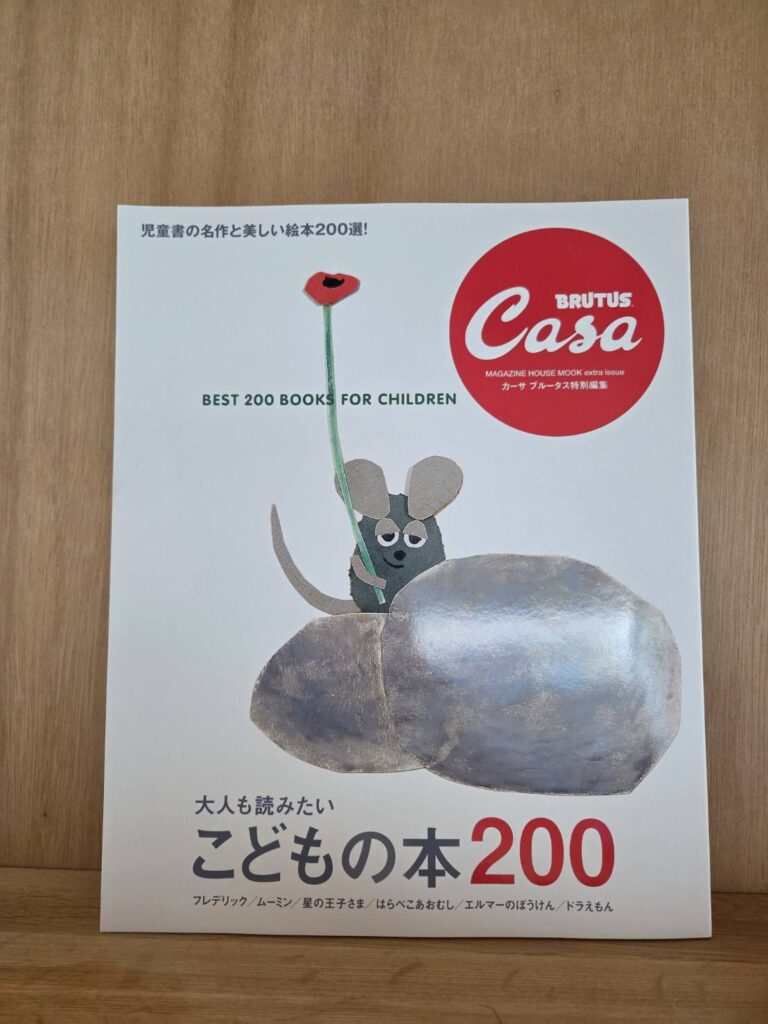 児童書の名作と美しい絵本200選!
BRUTUS®
Casa
MAGAZINE HOUSE MOOK extra issue
カーサ ブルータス特別編集
BEST 200 BOOKS FOR CHILDREN
大人も読みたい
こどもの本200
フレデリック/ムーミン/星の王子さま/はらぺこあおむし/エルマーのぼうけん/ドラえもん